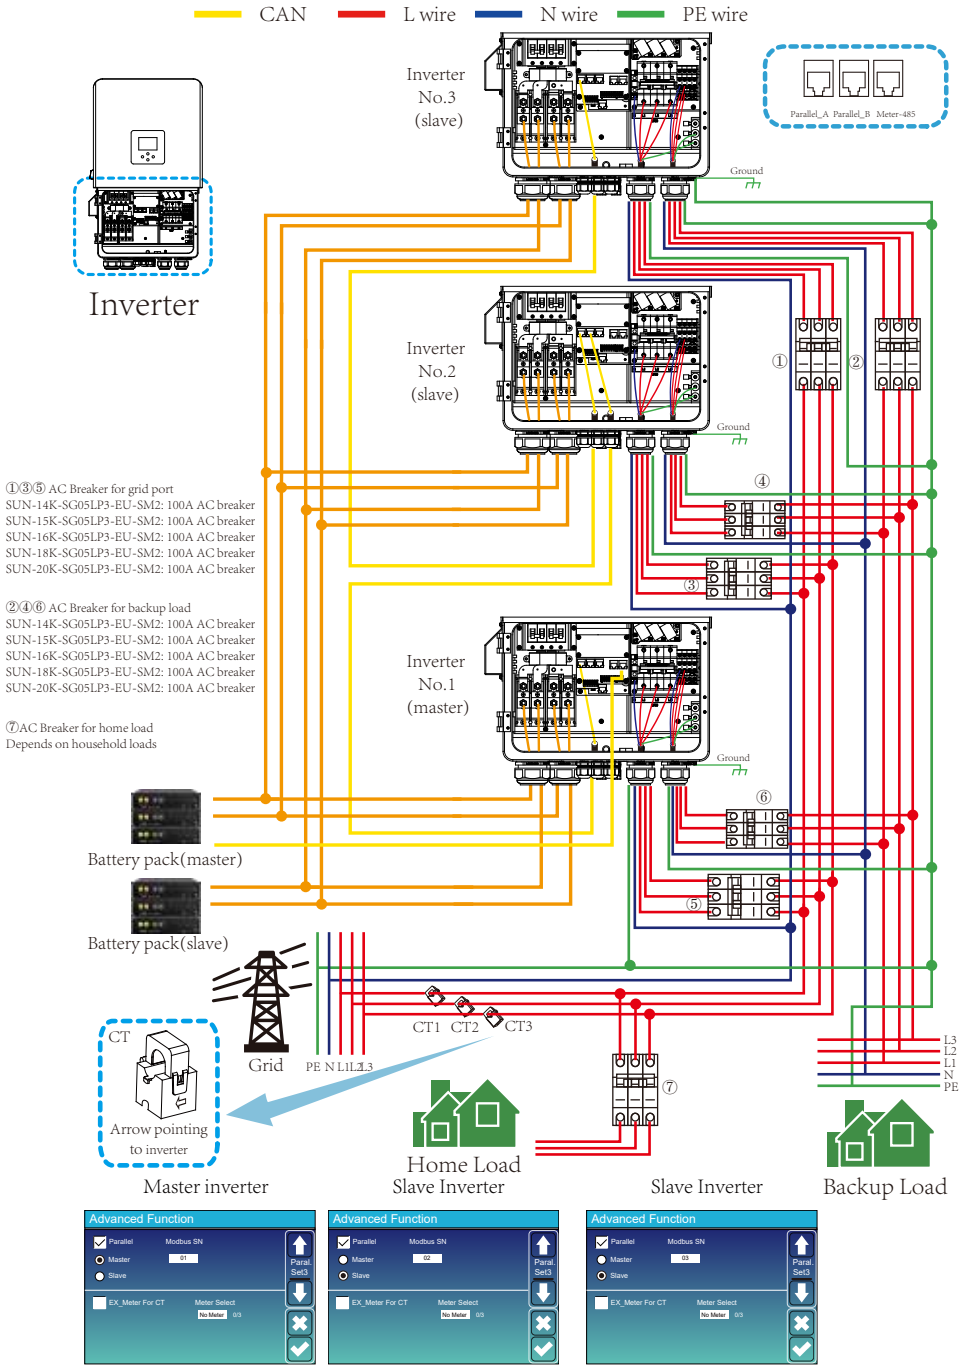 CAN L wire N wire PE wire
Inverter
No.3
(slave)
Parallel_A Parallel_B Meter-485
Ground
Inverter
Inverter
No.2
(slave)
① ②
Ground
④
①③⑤ AC Breaker for grid port
SUN-14K-SG05LP3-EU-SM2: 100A AC breaker
SUN-15K-SG05LP3-EU-SM2: 100A AC breaker
SUN-16K-SG05LP3-EU-SM2: 100A AC breaker
SUN-18K-SG05LP3-EU-SM2: 100A AC breaker
SUN-20K-SG05LP3-EU-SM2: 100A AC breaker
③
②④⑥ AC Breaker for backup load
SUN-14K-SG05LP3-EU-SM2: 100A AC breaker
SUN-15K-SG05LP3-EU-SM2: 100A AC breaker
SUN-16K-SG05LP3-EU-SM2: 100A AC breaker
SUN-18K-SG05LP3-EU-SM2: 100A AC breaker
SUN-20K-SG05LP3-EU-SM2: 100A AC breaker
Inverter
No.1
(master)
⑦AC Breaker for home load
Depends on household loads
Ground
⑥
Battery pack(master)
⑤
Battery pack(slave)
CT1 CT2 CT3
CT
Grid PE N L1 L2 L3
Arrow pointing
to inverter
⑦
L3
L2
L1
N
PE
Home Load
Backup Load
Master inverter
Slave Inverter
Slave Inverter
Advanced Function
Parallel Modbus SN
Master 01
Slave
Paral.
Set3
EX_Meter For CT Meter Select
No Meter 0/3
Advanced Function
Parallel Modbus SN
Master 02
Slave
Paral.
Set3
EX_Meter For CT Meter Select
No Meter 0/3
Advanced Function
Parallel Modbus SN
Master 03
Slave
Paral.
Set3
EX_Meter For CT Meter Select
No Meter 0/3